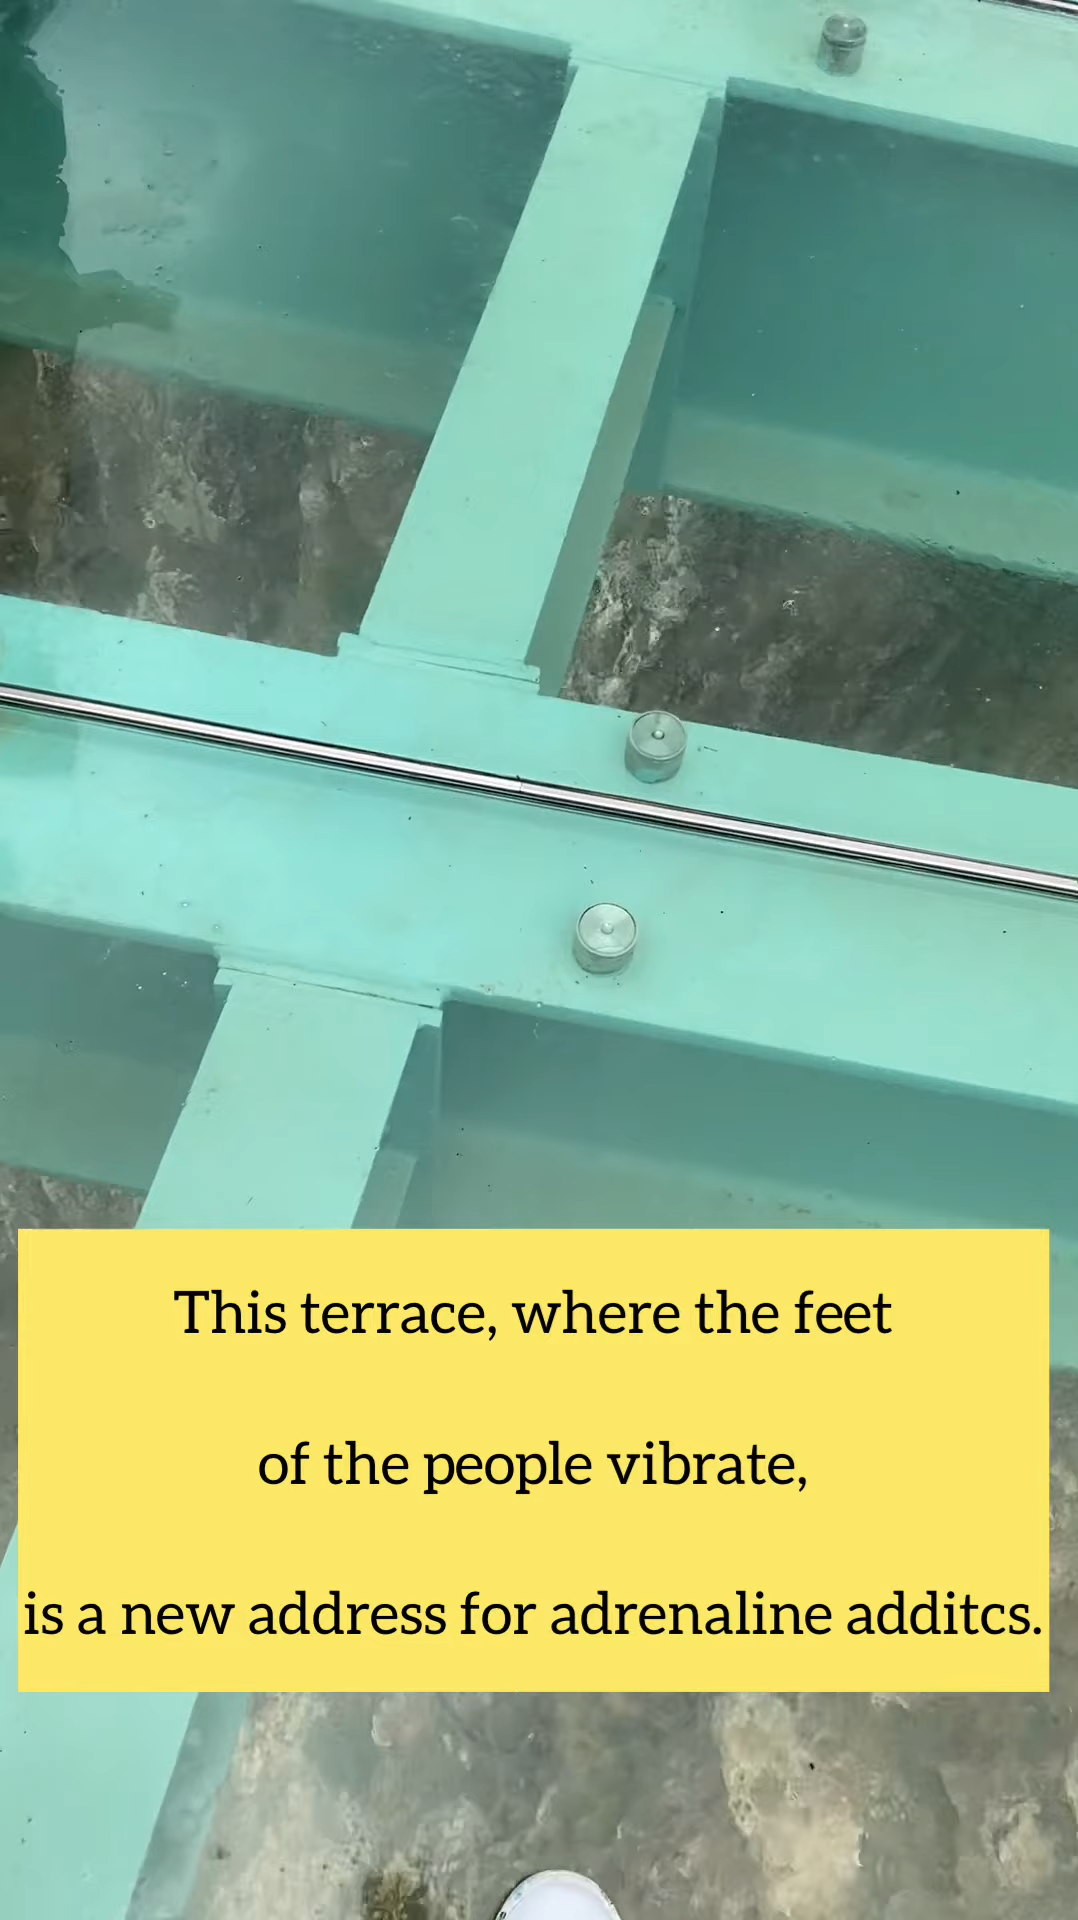 This terrace, where the feet
of the people vibrate,
is a new address for adrenaline additcs.